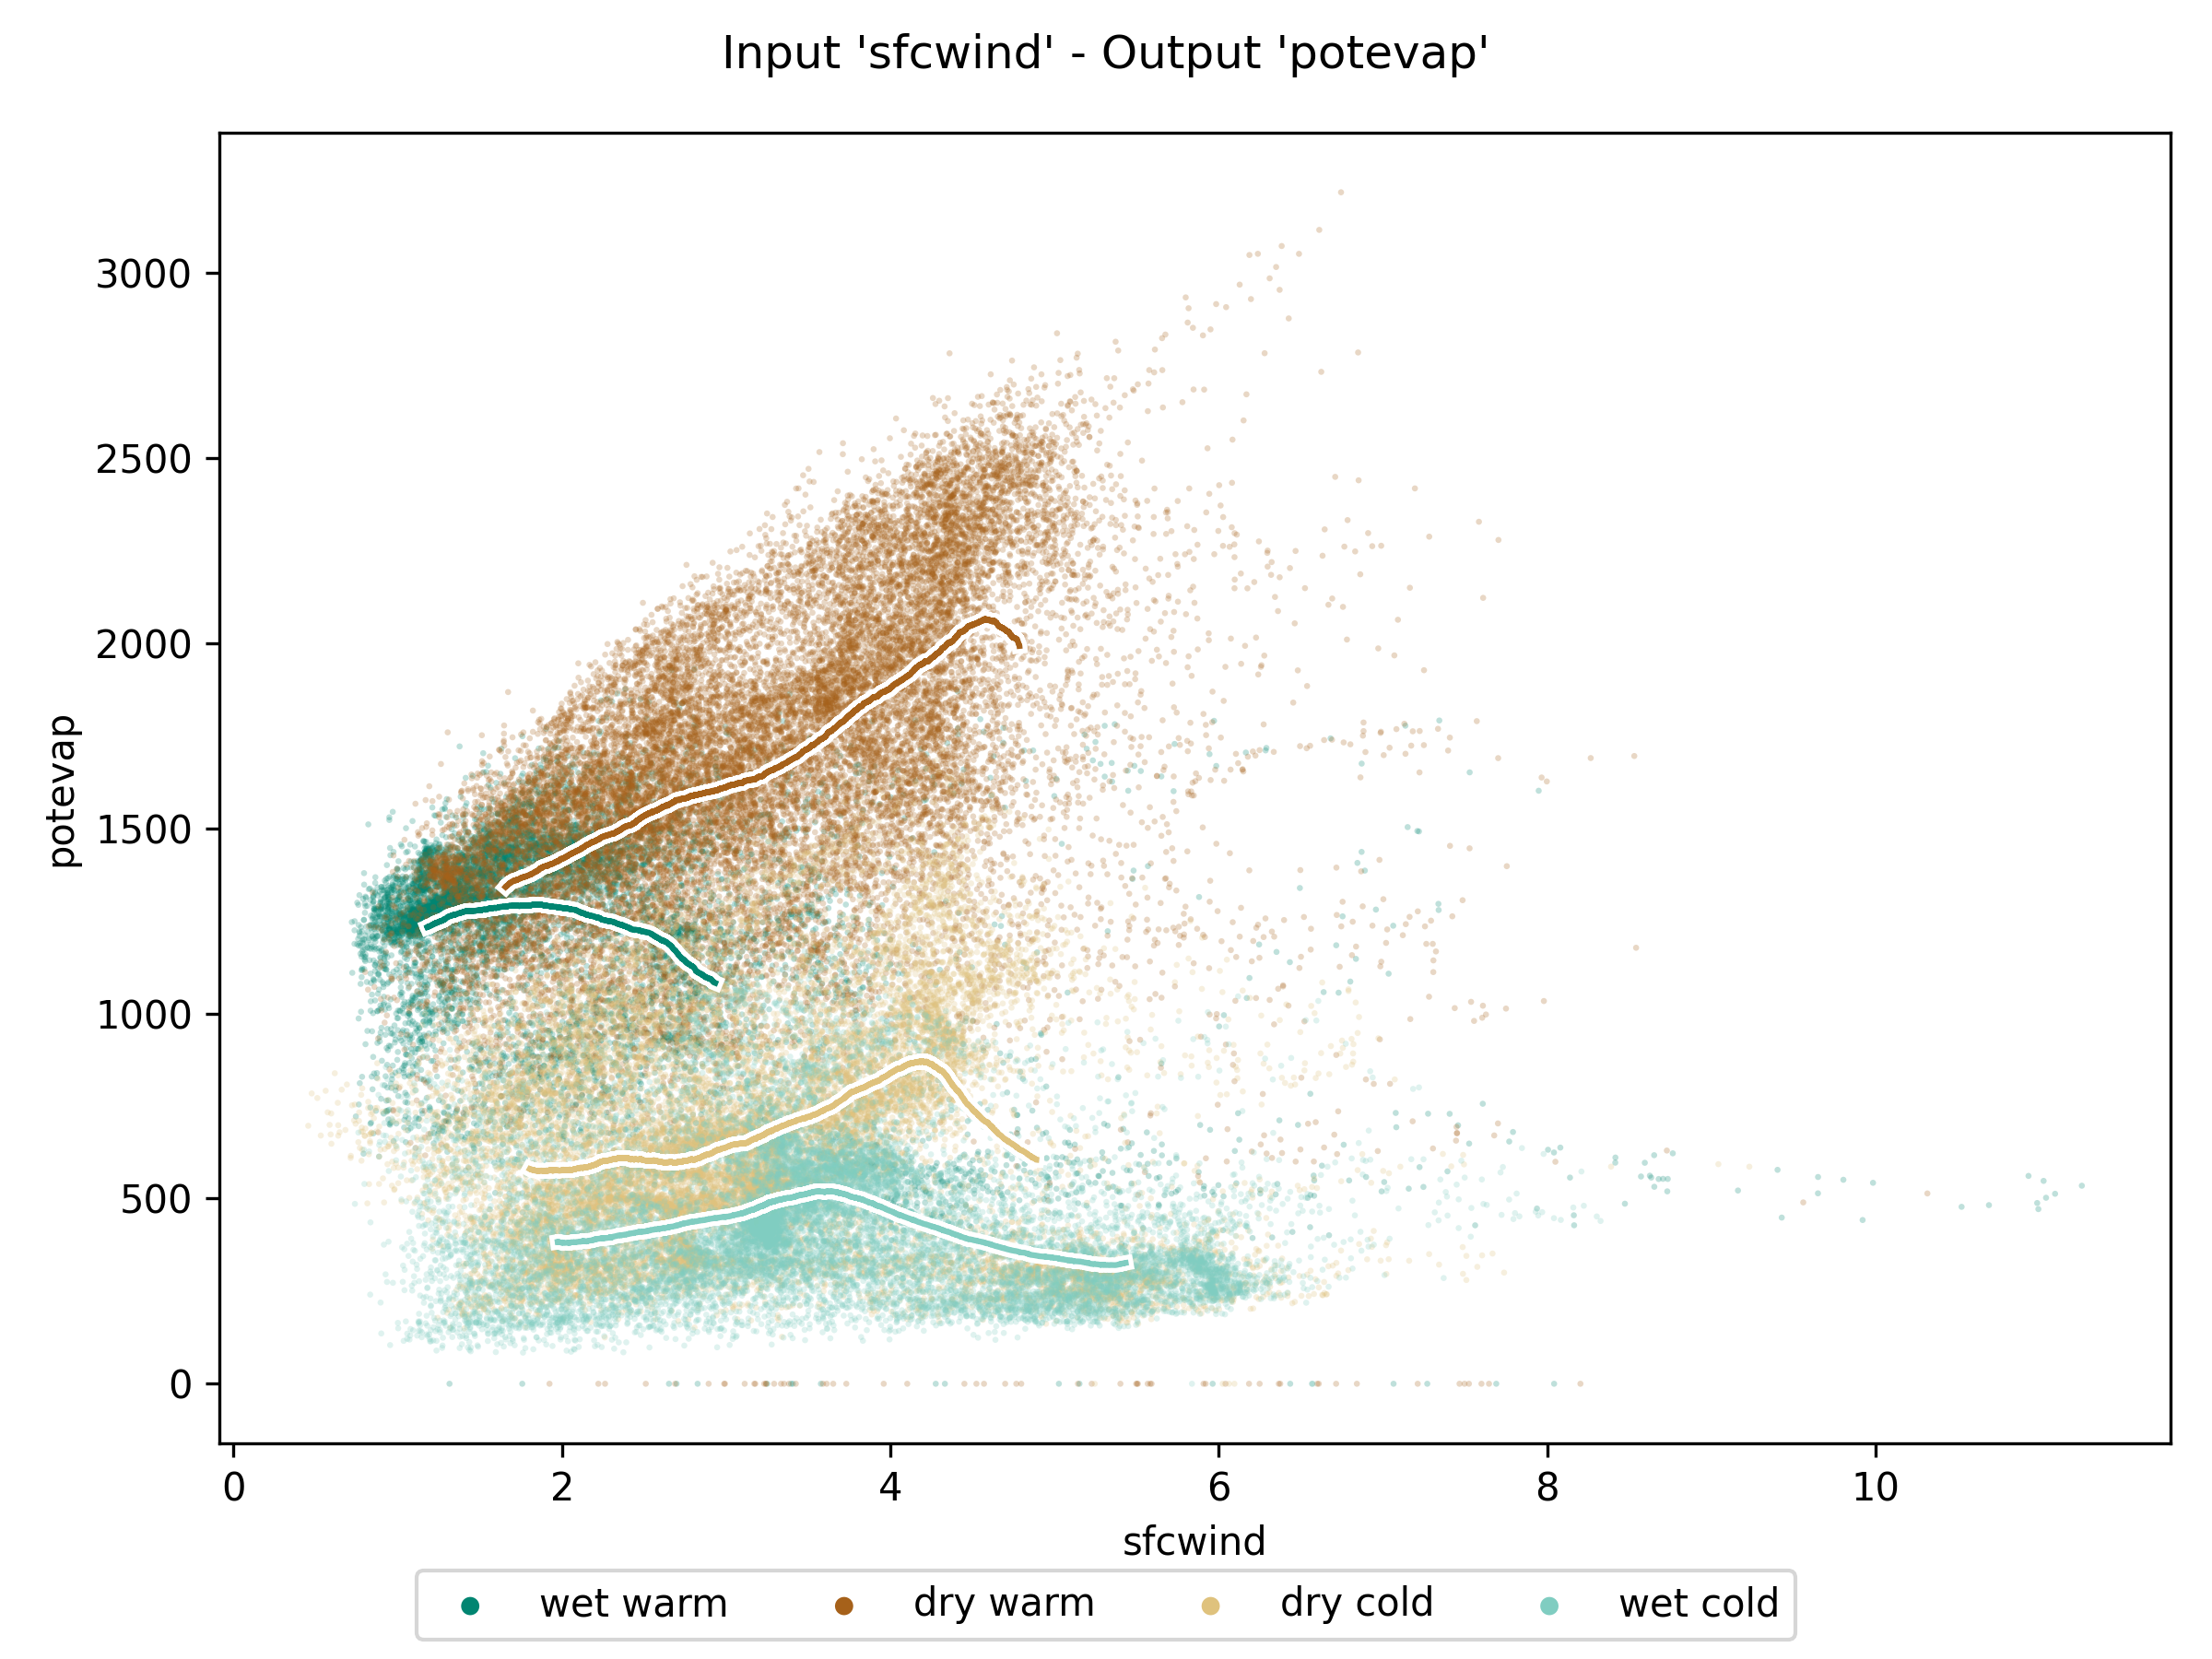 Input 'sfcwind' - Output 'potevap'
3000
2500
2000
1500
1000
500
0
potevap
0 2 4 6 8 10
sfcwind
wet warm dry warm dry cold wet cold